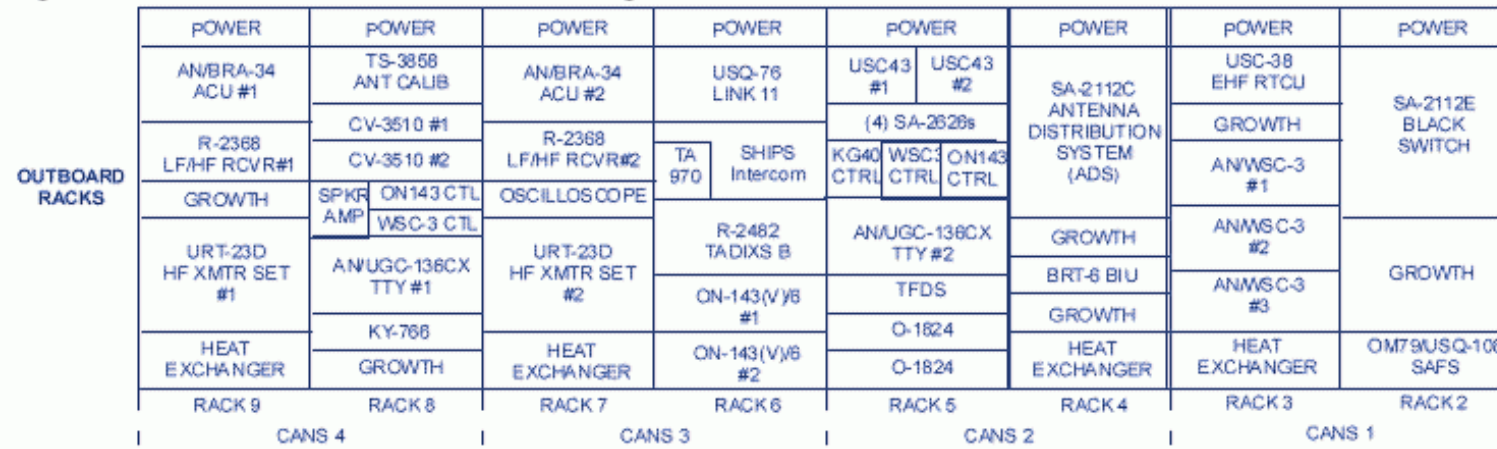 pOWER
pOWER
pOWER
pOWER
pOWER
pOWER
pOWER
pOWER
AN/BRA-34
ACU #1
TS-3858
ANT CALIB
AN/BRA-34
ACU #2
USQ-76
LINK 11
USC43
#1
USC43
#2
SA-2112C
ANTENNA
DISTRIBUTION
SYSTEM
(ADS)
USC-38
EHF RTCU
SA-2112E
BLACK
SWITCH
CV-3510 #1
(4) SA-2626s
GROWTH
OUTBOARD
RACKS
R-2368
LF/HF RCVR#1
CV-3510 #2
R-2368
LF/HF RCVR#2
TA
970
SHIPS
Intercom
KG40
CTRL
WSC3
CTRL
ON143
CTRL
AN/WSC-3
#1
GROWTH
SPKR
AMP
ON143 CTL
WSC-3 CTL
OSCILLOSCOPE
URT-23D
HF XMTR SET
#1
AN/UGC-136CX
TTY #1
URT-23D
HF XMTR SET
#2
R-2482
TADIXS B
AN/UGC-136CX
TTY #2
GROWTH
BRT-6 BIU
GROWTH
AN/WSC-3
#2
AN/WSC-3
#3
GROWTH
ON-143(V)/6
#1
TFDS
O-1824
KY-766
HEAT
EXCHANGER
GROWTH
HEAT
EXCHANGER
ON-143(V)/6
#2
O-1824
HEAT
EXCHANGER
HEAT
EXCHANGER
OM79/USQ-108
SAFS
RACK 9
RACK 8
RACK 7
RACK 6
RACK 5
RACK 4
RACK 3
RACK 2
CANS 4
CANS 3
CANS 2
CANS 1